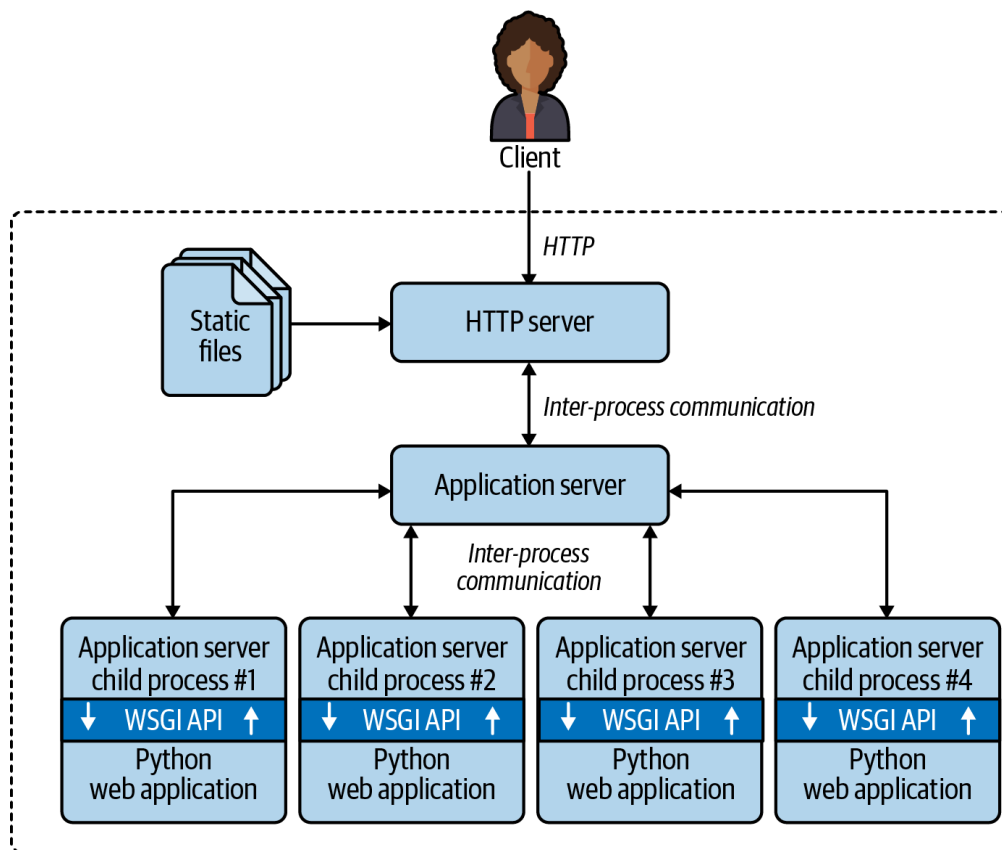 Client
HTTP
Static
files
HTTP server
Inter-process communication
Application server
Inter-process
communication
Application server
child process #1
WSGI API
Python
web application
Application server
child process #2
WSGI API
Python
web application
Application server
child process #3
WSGI API
Python
web application
Application server
child process #4
WSGI API
Python
web application